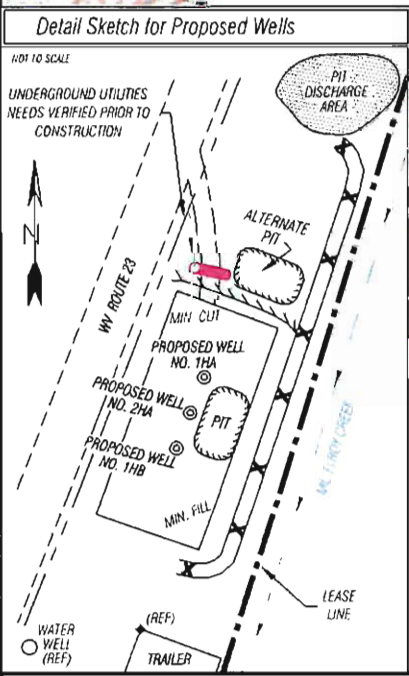 Detail Sketch for Proposed Wells
NOT TO SCALE
UNDERGROUND UTILITIES
NEEDS VERIFIED PRIOR TO
CONSTRUCTION
PIT
DISCHARGE
AREA
N
ALTERNATE
PIT
WV ROUTE 23
MIN. CUT
PROPOSED WELL
NO. 1HA
PROPOSED WELL
NO. 2HA
PIT
PROPOSED WELL
NO. 1HB
MIN. FILL
CREEK
LEASE
LINE
WATER
WELL
(REF)
(REF)
TRAILER